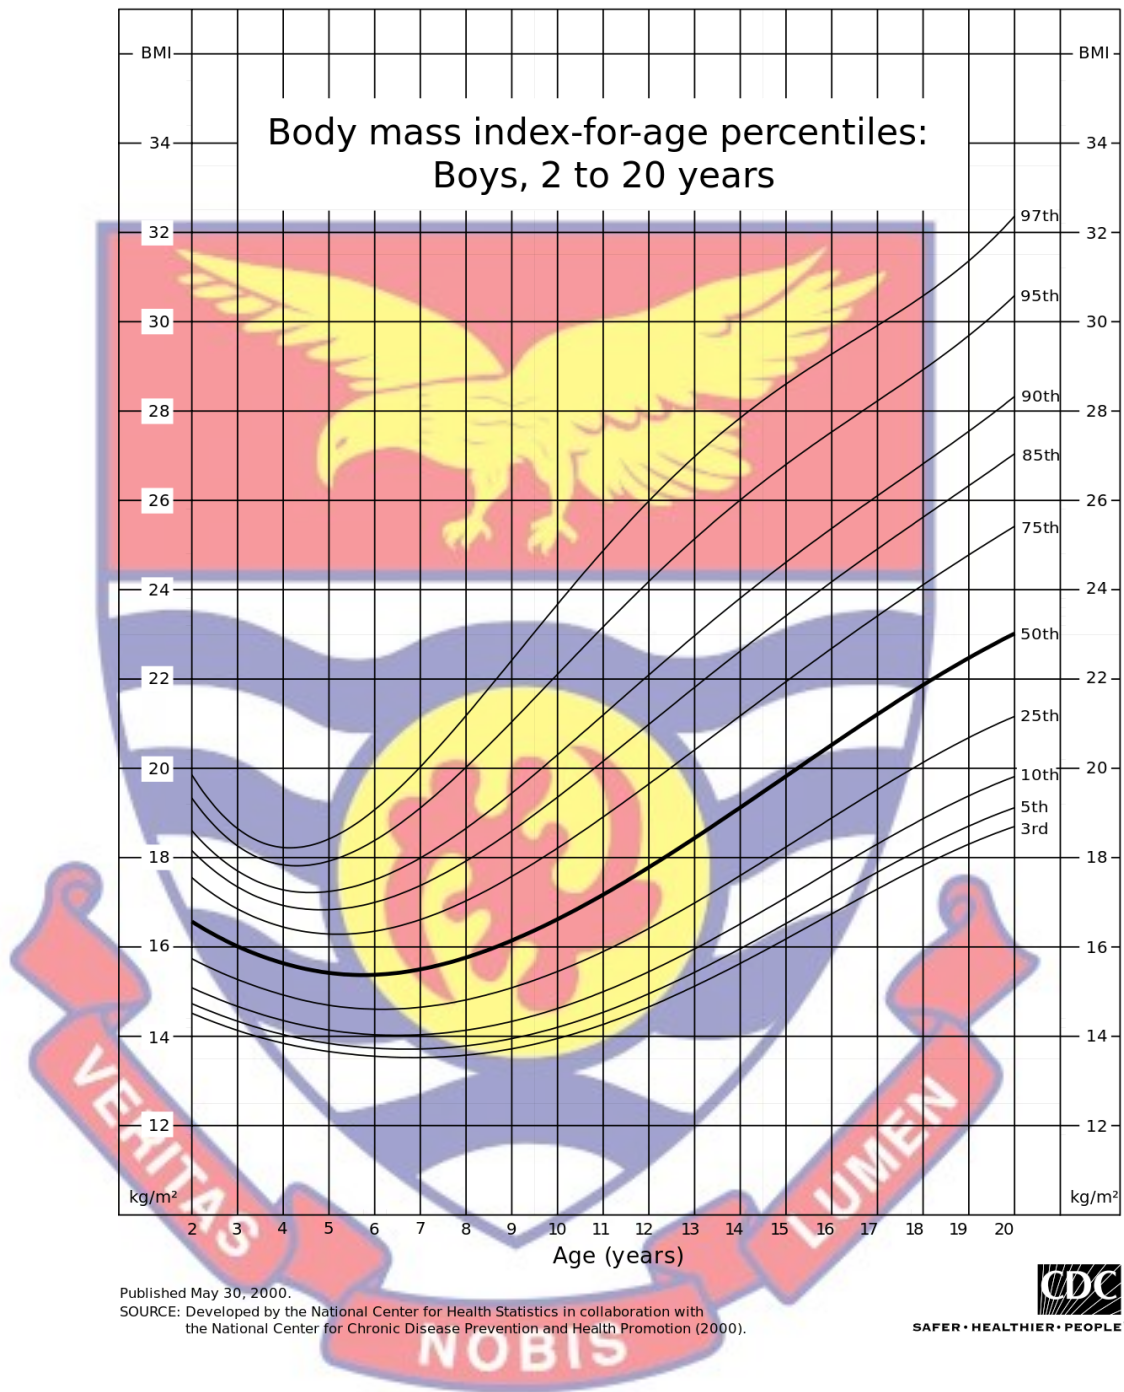 BMI BMI
Body mass index-for-age percentiles:
Boys, 2 to 20 years
34 34
97th
32 32
95th
30 30
90th
28 28
85th
75th
26 26
24 24
50th
22 22
25th
20 20
10th
5th
3rd
18 18
16 16
14 14
12 12
kg/m² kg/m²
2 3 4 5 6 7 8 9 10 11 12 13 14 15 16 17 18 19 20
Age (years)
Published May 30, 2000.
SOURCE: Developed by the National Center for Health Statistics in collaboration with
the National Center for Chronic Disease Prevention and Health Promotion (2000).
CDC
SAFER • HEALTHIER • PEOPLE
VERITAS
NOBIS
LUMEN